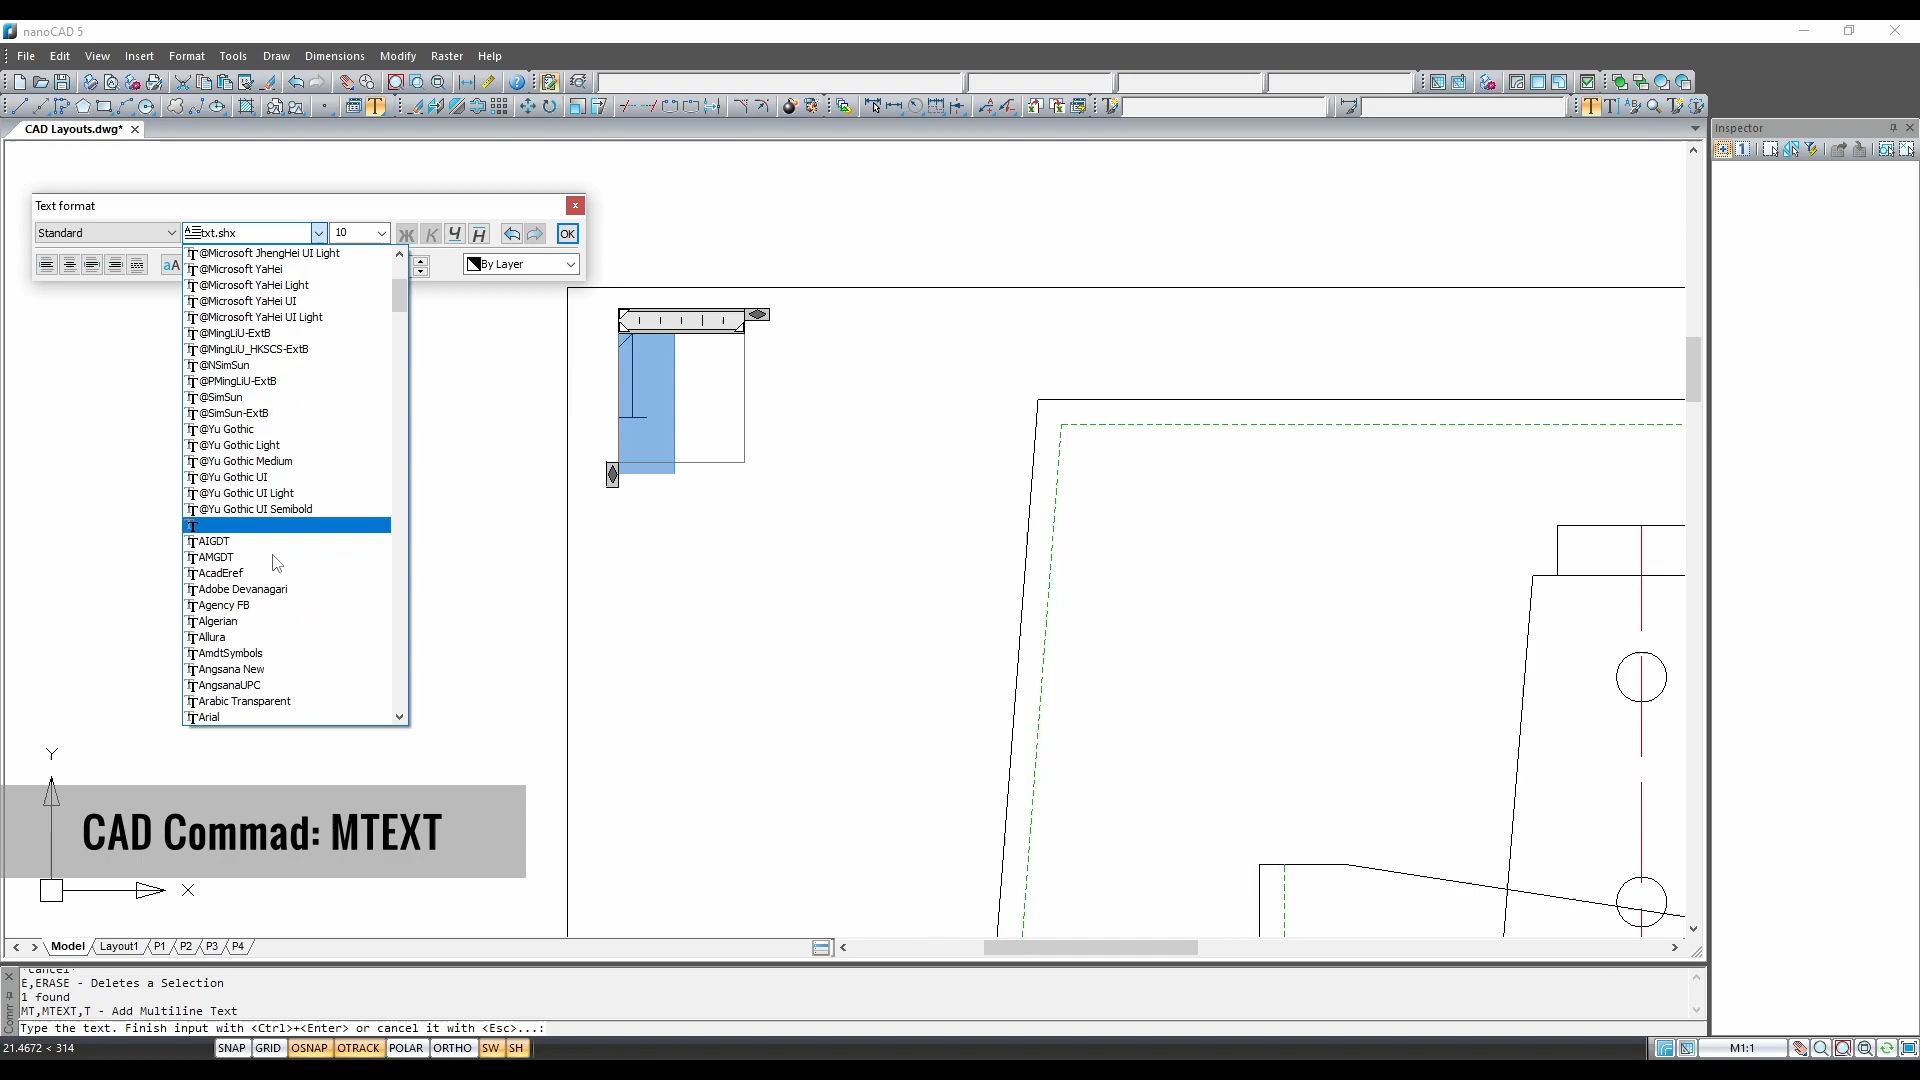 nanoCAD 5
File Edit View Insert Format Tools Draw Dimensions Modify Raster Help
CAD Layouts.dwg*
Inspector
Text format
Standard txt.shx 10 Ж К Ч Н OK
aA By Layer
@Microsoft JhengHei UI Light
@Microsoft YaHei
@Microsoft YaHei Light
@Microsoft YaHei UI
@Microsoft YaHei UI Light
@MingLiU-ExtB
@MingLiU_HKSCS-ExtB
@NSimSun
@PMingLiU-ExtB
@SimSun
@SimSun-ExtB
@Yu Gothic
@Yu Gothic Light
@Yu Gothic Medium
@Yu Gothic UI
@Yu Gothic UI Light
@Yu Gothic UI Semibold
AIGDT
AMGDT
AcadEref
Adobe Devanagari
Agency FB
Algerian
Allura
AmdtSymbols
Angsana New
AngsanaUPC
Arabic Transparent
Arial
Y
CAD Commad: MTEXT
X
Model Layout1 P1 P2 P3 P4
*Cancel*
E,ERASE - Deletes a Selection
1 found
MT,MTEXT,T - Add Multiline Text
Type the text. Finish input with <Ctrl>+<Enter> or cancel it with <Esc>...:
21.4672 < 314 SNAP GRID OSNAP OTRACK POLAR ORTHO SW SH M1:1